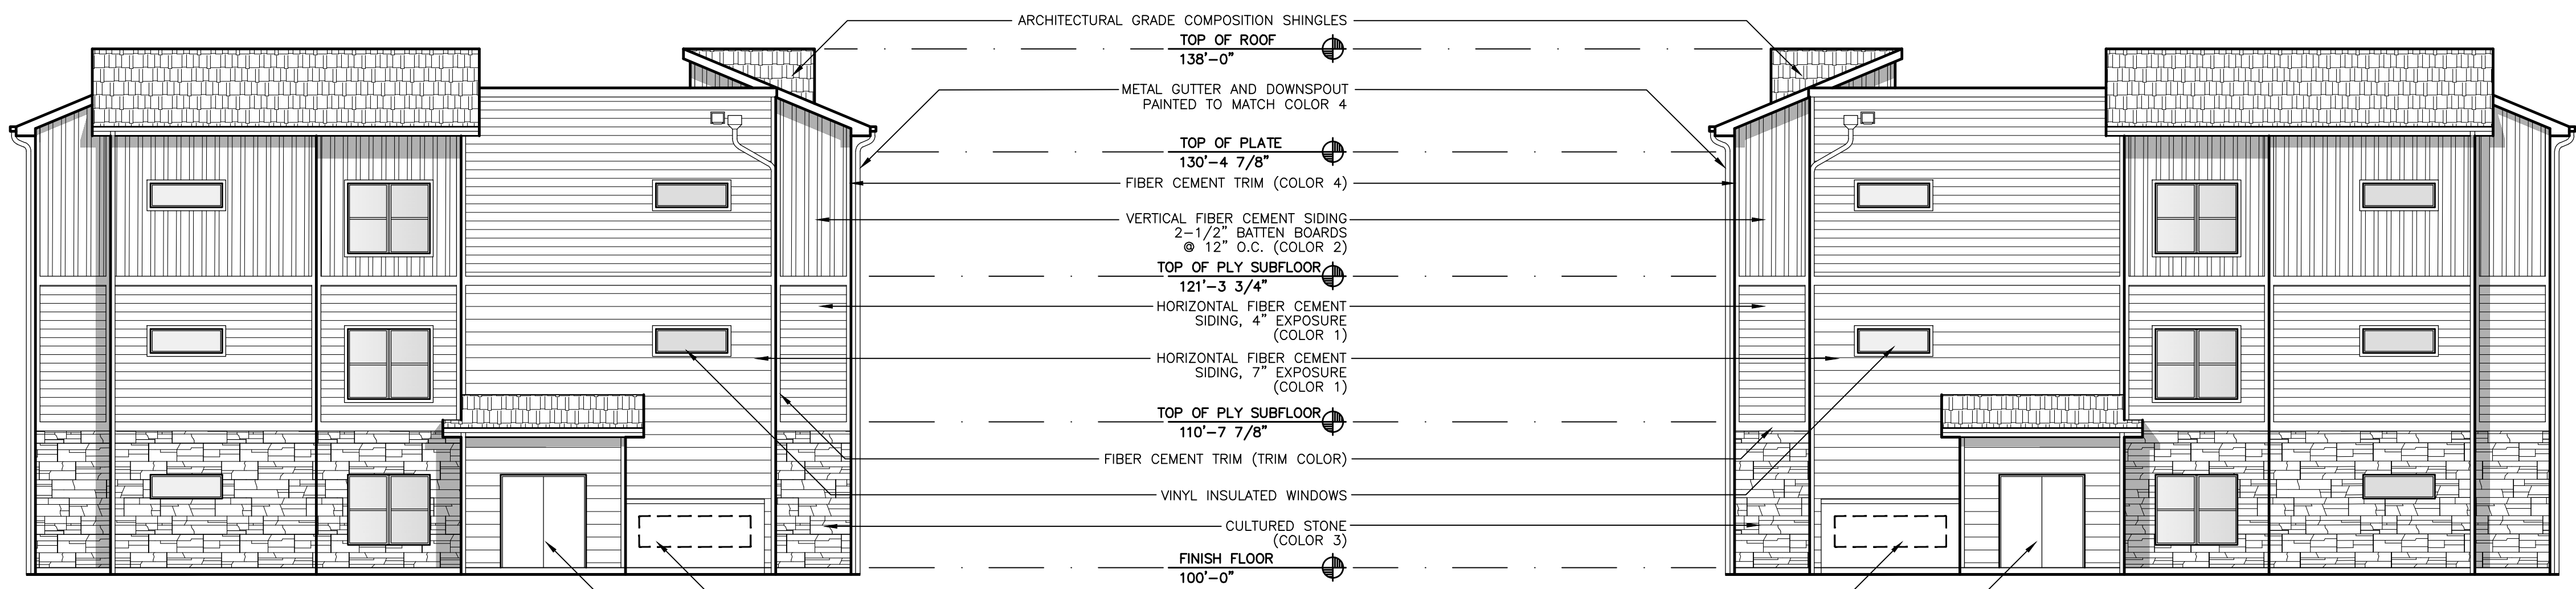 ARCHITECTURAL GRADE COMPOSITION SHINGLES
TOP OF ROOF
138'-0"
METAL GUTTER AND DOWNSPOUT
PAINTED TO MATCH COLOR 4
TOP OF PLATE
130'-4 7/8"
FIBER CEMENT TRIM (COLOR 4)
VERTICAL FIBER CEMENT SIDING
2-1/2" BATTEN BOARDS
@ 12" O.C. (COLOR 2)
TOP OF PLY SUBFLOOR
121'-3 3/4"
HORIZONTAL FIBER CEMENT
SIDING, 4" EXPOSURE
(COLOR 1)
HORIZONTAL FIBER CEMENT
SIDING, 7" EXPOSURE
(COLOR 1)
TOP OF PLY SUBFLOOR
110'-7 7/8"
FIBER CEMENT TRIM (TRIM COLOR)
VINYL INSULATED WINDOWS
CULTURED STONE
(COLOR 3)
FINISH FLOOR
100'-0"